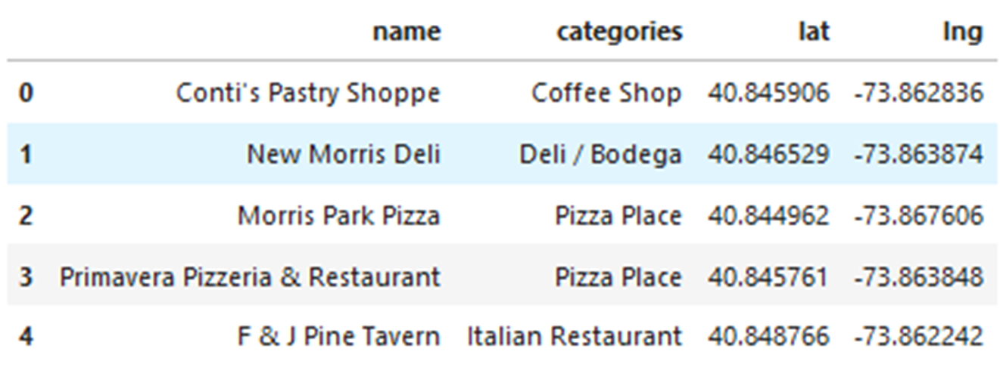 name categories lat lng
0 Conti's Pastry Shoppe Coffee Shop 40.845906 -73.862836
1 New Morris Deli Deli / Bodega 40.846529 -73.863874
2 Morris Park Pizza Pizza Place 40.844962 -73.867606
3 Primavera Pizzeria & Restaurant Pizza Place 40.845761 -73.863848
4 F & J Pine Tavern Italian Restaurant 40.848766 -73.862242